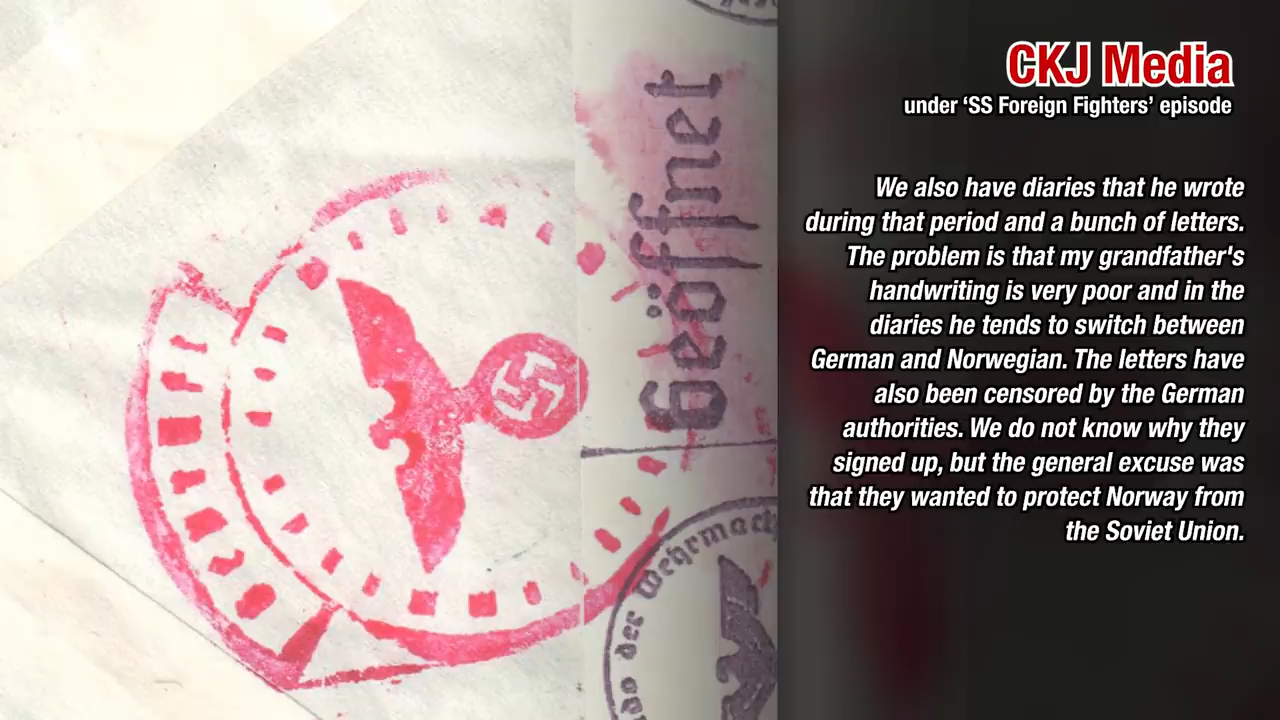 Geöffnet
der Wehrmacht
CKJ Media
under ‘SS Foreign Fighters’ episode
We also have diaries that he wrote
during that period and a bunch of letters.
The problem is that my grandfather's
handwriting is very poor and in the
diaries he tends to switch between
German and Norwegian. The letters have
also been censored by the German
authorities. We do not know why they
signed up, but the general excuse was
that they wanted to protect Norway from
the Soviet Union.